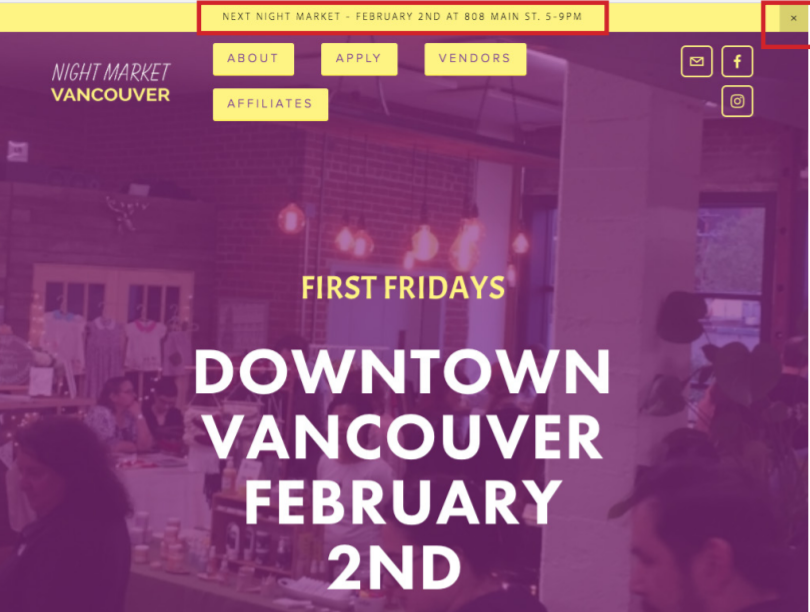 NEXT NIGHT MARKET - FEBRUARY 2ND AT 808 MAIN ST. 5-9PM
×
NIGHT MARKET
VANCOUVER
ABOUT
APPLY
VENDORS
AFFILIATES
FIRST FRIDAYS
DOWNTOWN
VANCOUVER
FEBRUARY
2ND